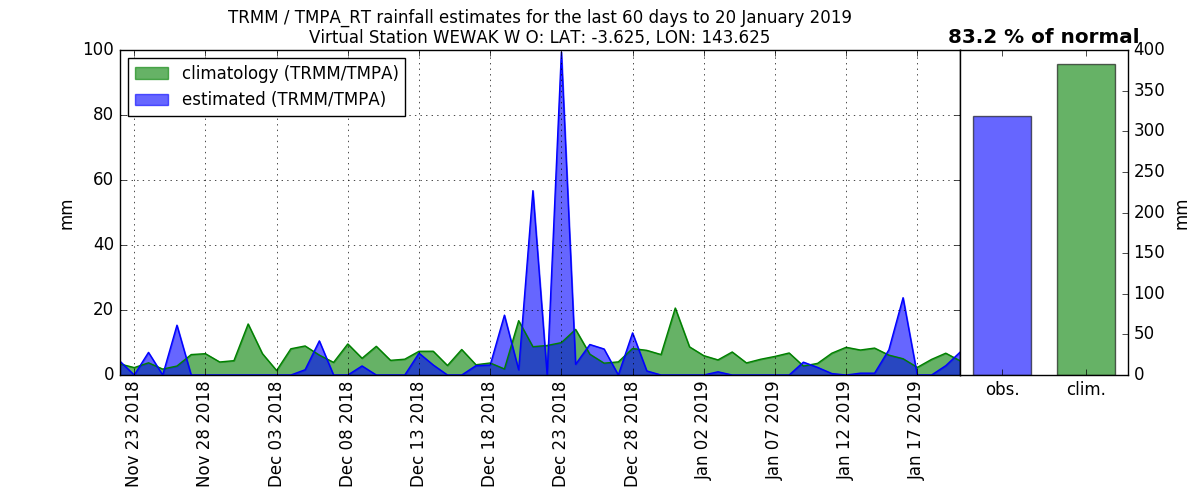 TRMM / TMPA_RT rainfall estimates for the last 60 days to 20 January 2019
Virtual Station WEWAK W O: LAT: -3.625, LON: 143.625
83.2 % of normal
climatology (TRMM/TMPA)
estimated (TRMM/TMPA)
mm
100
80
60
40
20
0
Nov 23 2018
Nov 28 2018
Dec 03 2018
Dec 08 2018
Dec 13 2018
Dec 18 2018
Dec 23 2018
Dec 28 2018
Jan 02 2019
Jan 07 2019
Jan 12 2019
Jan 17 2019
obs.
clim.
400
350
300
250
200
150
100
50
0
mm